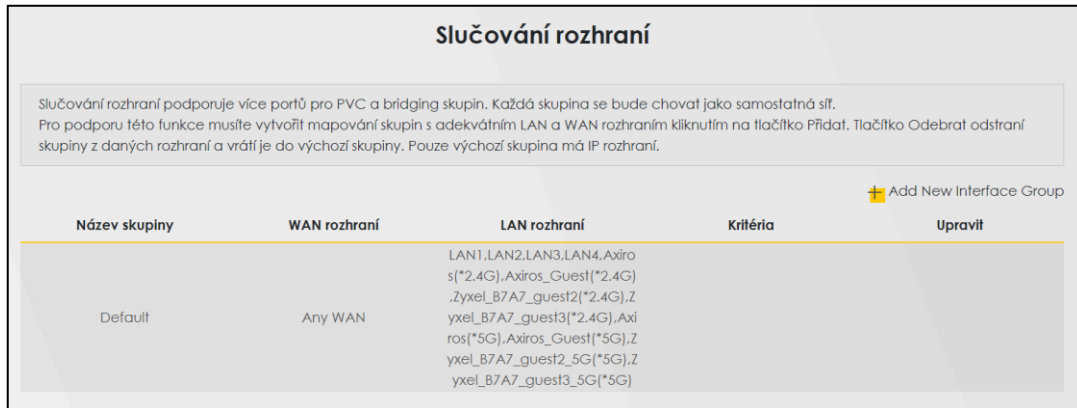 Slučování rozhraní
Slučování rozhraní podporuje více portů pro PVC a bridging skupin. Každá skupina se bude chovat jako samostatná síť.
Pro podporu této funkce musíte vytvořit mapování skupin s adekvátním LAN a WAN rozhraním kliknutím na tlačítko Přidat. Tlačítko Odebrat odstraní
skupiny z daných rozhraní a vrátí je do výchozí skupiny. Pouze výchozí skupina má IP rozhraní.
Add New Interface Group
Název skupiny WAN rozhraní LAN rozhraní Kritéria Upravit
LAN1,LAN2,LAN3,LAN4,Axiro
s(*2.4G),Axiros_Guest(*2.4G)
,Zyxel_B7A7_guest2(*2.4G),Z
Default Any WAN yxel_B7A7_guest3(*2.4G),Axi
ros(*5G),Axiros_Guest(*5G),Z
yxel_B7A7_guest2_5G(*5G),Z
yxel_B7A7_guest3_5G(*5G)